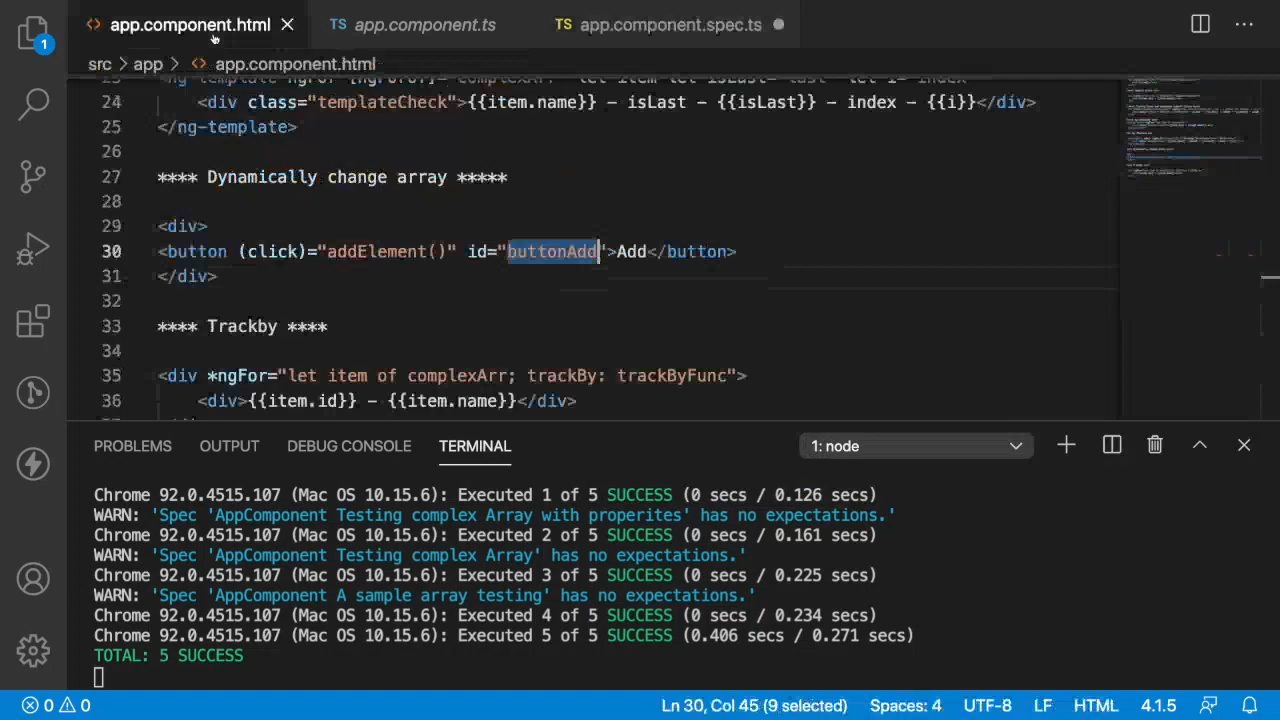 app.component.html
TS app.component.ts
TS app.component.spec.ts
1
src > app > app.component.html
24 <div class="templateCheck">{{item.name}} - isLast - {{isLast}} - index - {{i}}</div>
25 </ng-template>
26
27 **** Dynamically change array *****
28
29 <div>
30 <button (click)="addElement()" id="buttonAdd">Add</button>
31 </div>
32
33 **** Trackby ****
34
35 <div *ngFor="let item of complexArr; trackBy: trackByFunc">
36 <div>{{item.id}} - {{item.name}}</div>
PROBLEMS OUTPUT DEBUG CONSOLE TERMINAL 1: node
Chrome 92.0.4515.107 (Mac OS 10.15.6): Executed 1 of 5 SUCCESS (0 secs / 0.126 secs)
WARN: 'Spec 'AppComponent Testing complex Array with properites' has no expectations.'
Chrome 92.0.4515.107 (Mac OS 10.15.6): Executed 2 of 5 SUCCESS (0 secs / 0.161 secs)
WARN: 'Spec 'AppComponent Testing complex Array' has no expectations.'
Chrome 92.0.4515.107 (Mac OS 10.15.6): Executed 3 of 5 SUCCESS (0 secs / 0.225 secs)
WARN: 'Spec 'AppComponent A sample array testing' has no expectations.'
Chrome 92.0.4515.107 (Mac OS 10.15.6): Executed 4 of 5 SUCCESS (0 secs / 0.234 secs)
Chrome 92.0.4515.107 (Mac OS 10.15.6): Executed 5 of 5 SUCCESS (0.406 secs / 0.271 secs)
TOTAL: 5 SUCCESS
0 0 Ln 30, Col 45 (9 selected) Spaces: 4 UTF-8 LF HTML 4.1.5